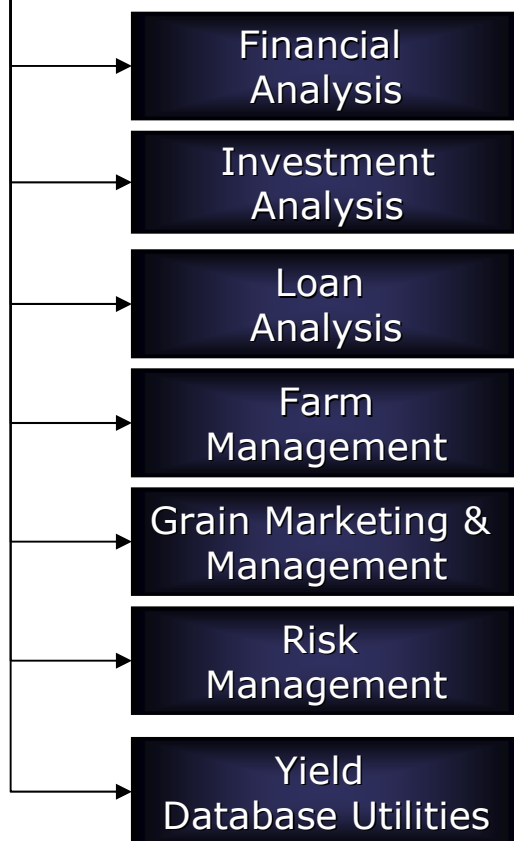 Financial
Analysis
Investment
Analysis
Loan
Analysis
Farm
Management
Grain Marketing &
Management
Risk
Management
Yield
Database Utilities